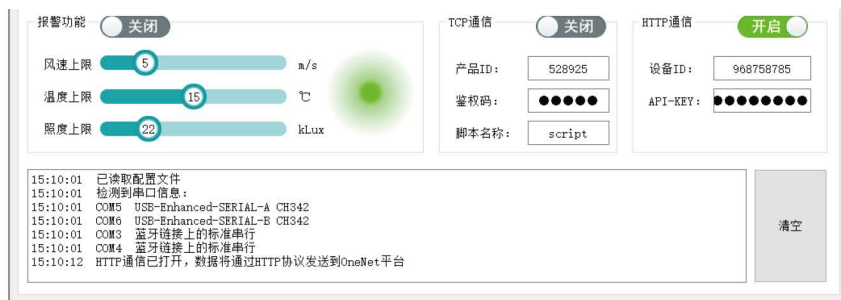 报警功能 关闭
风速上限 5 m/s
温度上限 15 ℃
照度上限 22 kLux
TCP通信 关闭
产品ID: 528925
鉴权码: ●●●●●
脚本名称: script
HTTP通信 开启
设备ID: 968758785
API-KEY: ●●●●●●●●
15:10:01 已读取配置文件
15:10:01 检测到串口信息:
15:10:01 COM5 USB-Enhanced-SERIAL-A CH342
15:10:01 COM6 USB-Enhanced-SERIAL-B CH342
15:10:01 COM3 蓝牙链接上的标准串行
15:10:01 COM4 蓝牙链接上的标准串行
15:10:12 HTTP通信已打开，数据将通过HTTP协议发送到OneNet平台
清空